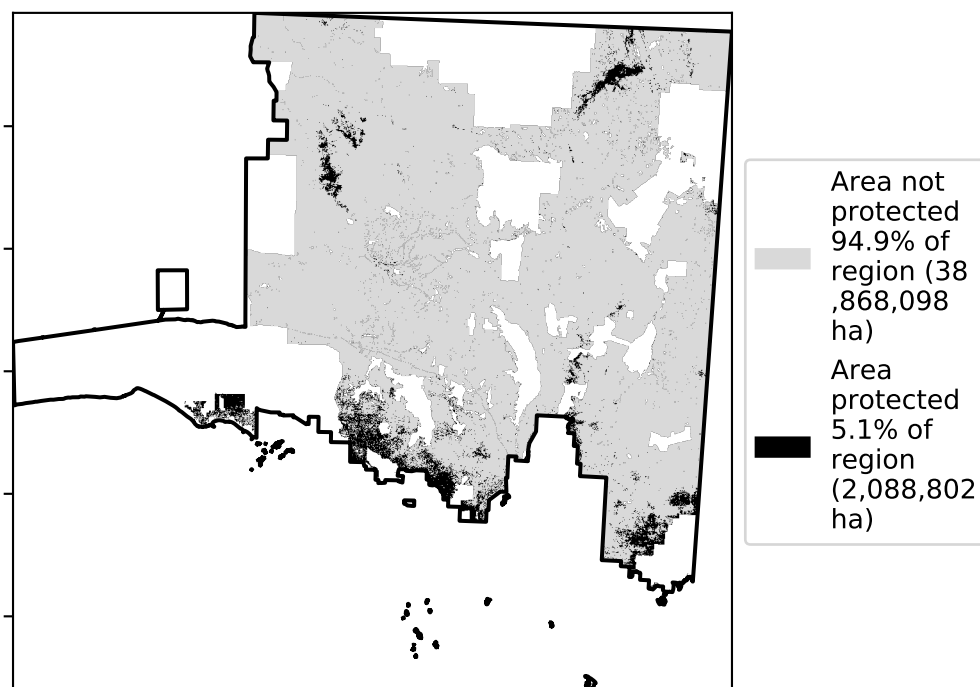 Area not
protected
94.9% of
region (38
,868,098
ha)
Area
protected
5.1% of
region
(2,088,802
ha)